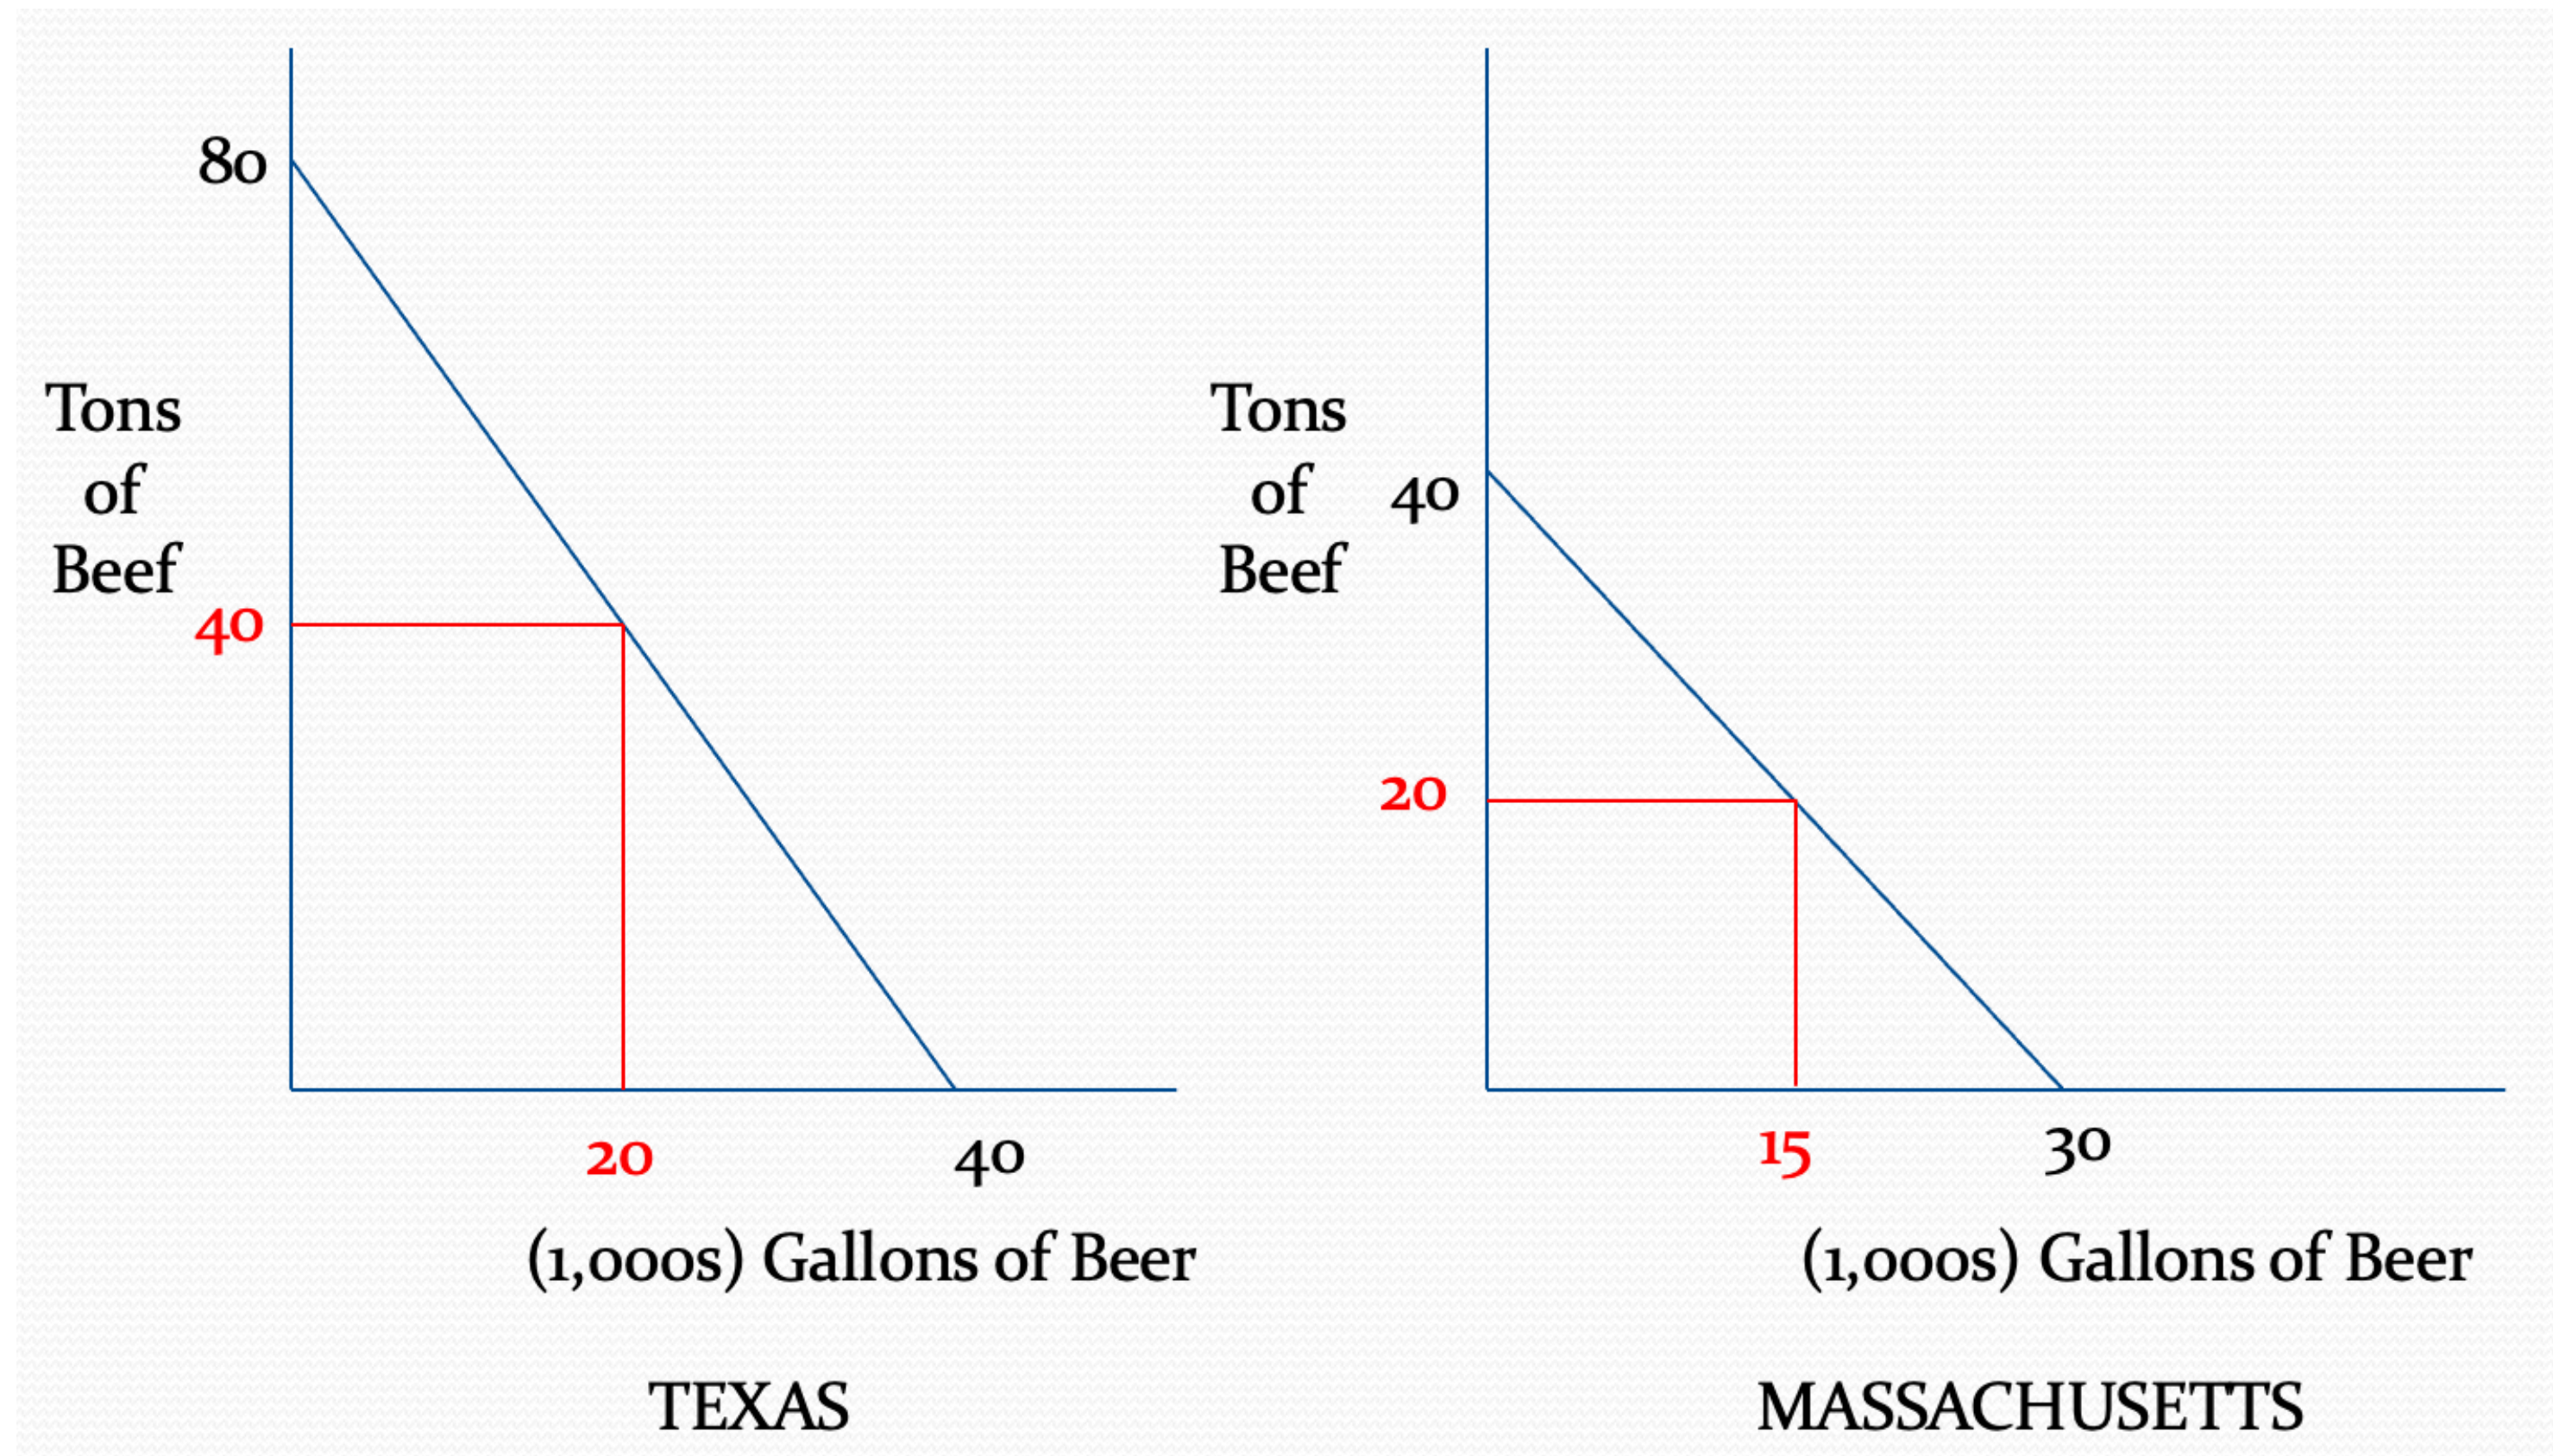 80
Tons
of
Beef
40
20
40
(1,000s) Gallons of Beer
TEXAS
Tons
of
Beef
40
20
15
30
(1,000s) Gallons of Beer
MASSACHUSETTS